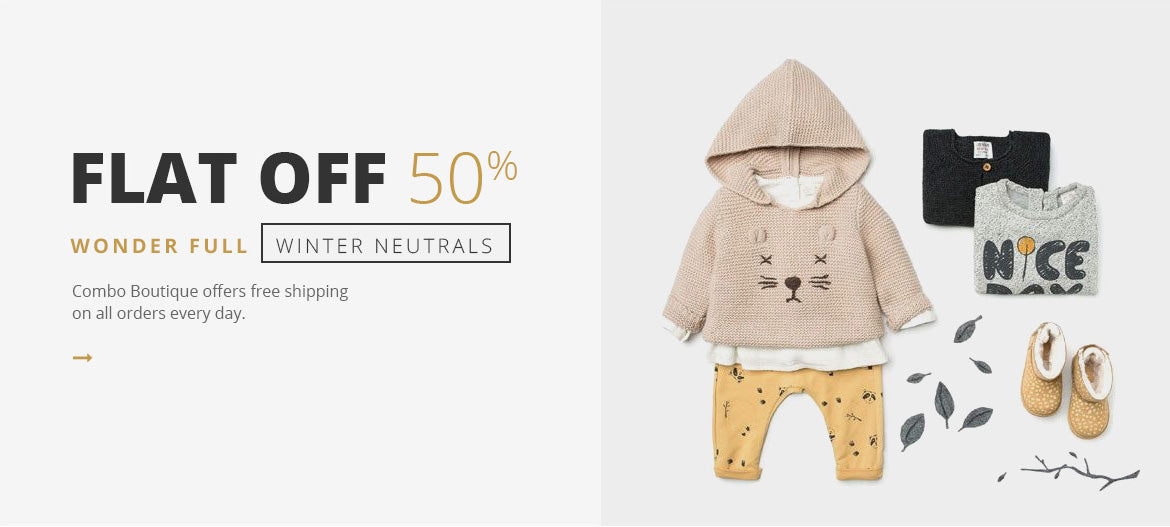 FLAT OFF 50%
WONDER FULL WINTER NEUTRALS
Combo Boutique offers free shipping
on all orders every day.
NICE
DAY